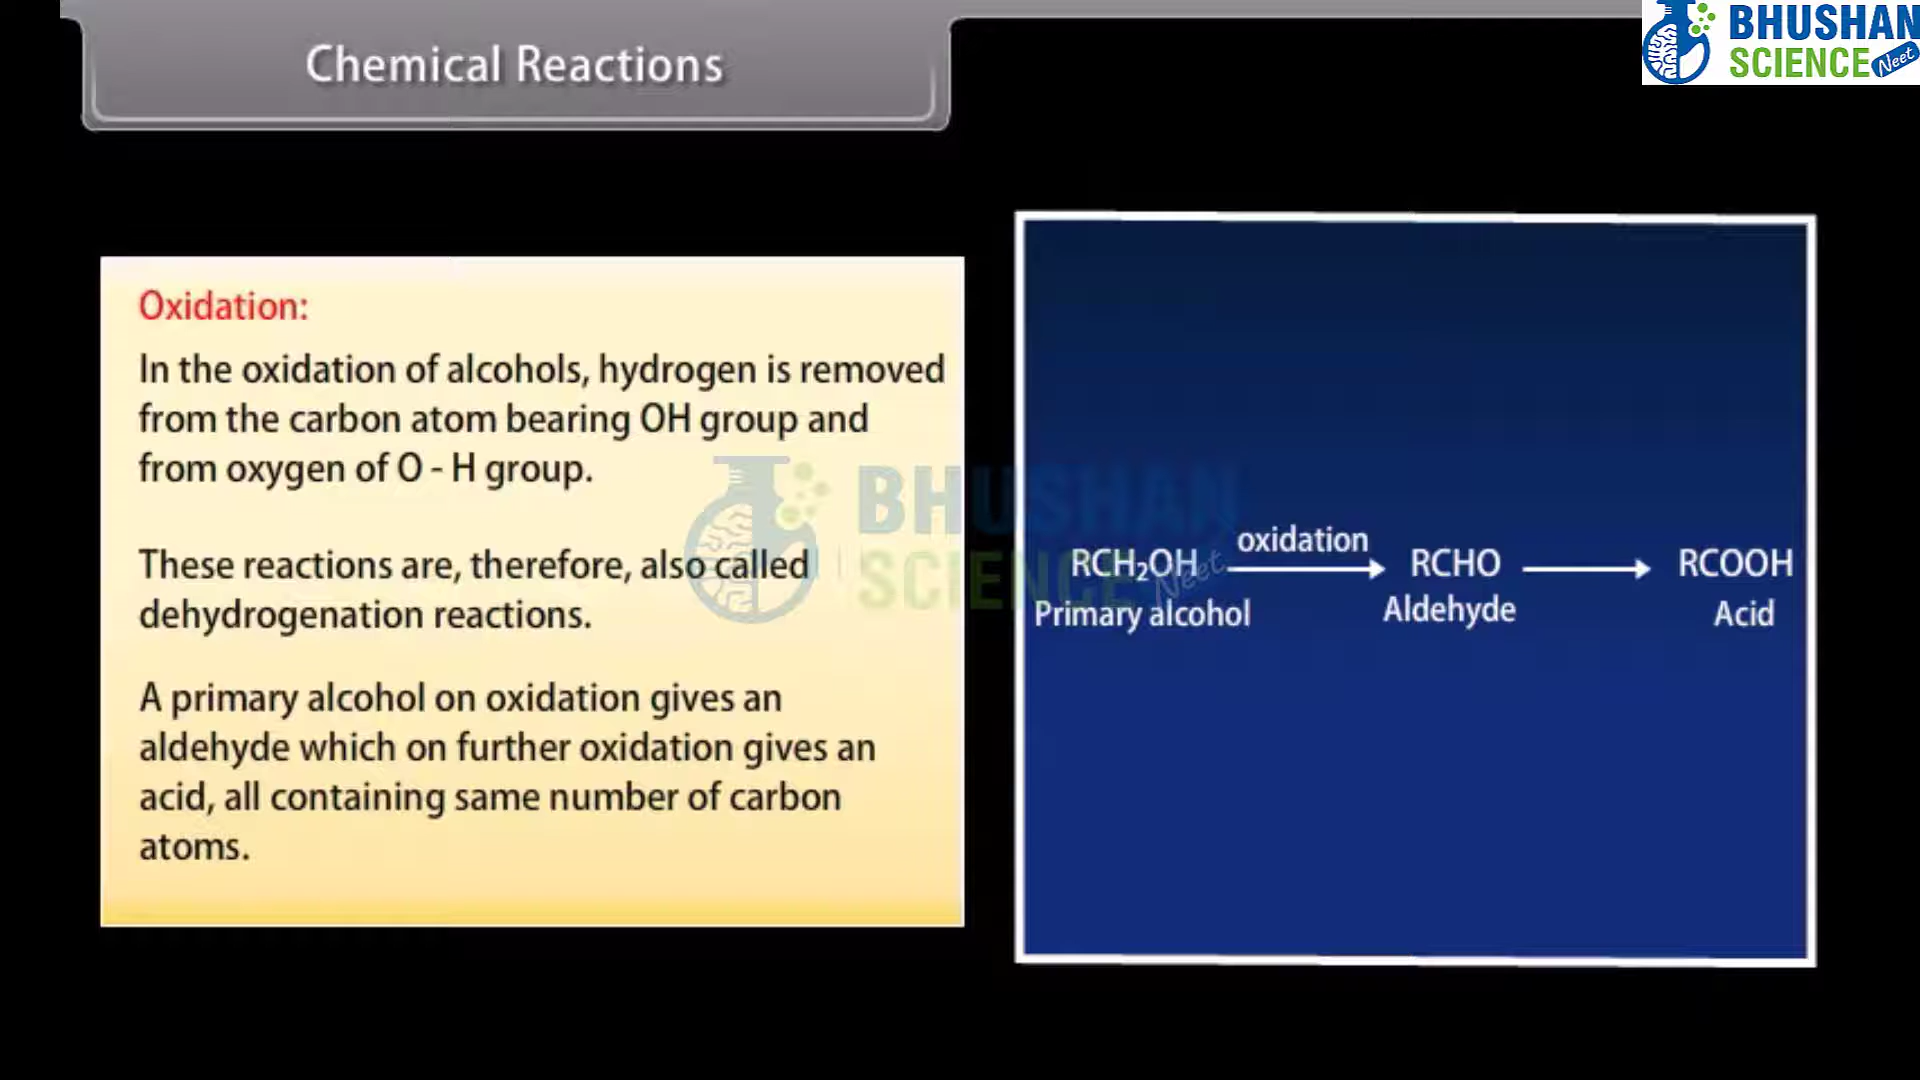 Chemical Reactions
BHUSHAN
SCIENCE Neet
Oxidation:
In the oxidation of alcohols, hydrogen is removed
from the carbon atom bearing OH group and
from oxygen of O - H group.
These reactions are, therefore, also called
dehydrogenation reactions.
A primary alcohol on oxidation gives an
aldehyde which on further oxidation gives an
acid, all containing same number of carbon
atoms.
BHUSHAN
SCIENCE Neet
oxidation
RCH₂OH RCHO RCOOH
Primary alcohol Aldehyde Acid